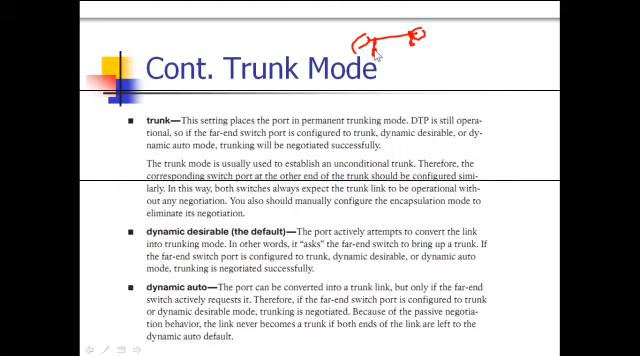 Cont. Trunk Mode
■ trunk—This setting places the port in permanent trunking mode. DTP is still opera-
tional, so if the far-end switch port is configured to trunk, dynamic desirable, or dy-
namic auto mode, trunking will be negotiated successfully.
The trunk mode is usually used to establish an unconditional trunk. Therefore, the
corresponding switch port at the other end of the trunk should be configured simi-
larly. In this way, both switches always expect the trunk link to be operational with-
out any negotiation. You also should manually configure the encapsulation mode to
eliminate its negotiation.
■ dynamic desirable (the default)—The port actively attempts to convert the link
into trunking mode. In other words, it "asks" the far-end switch to bring up a trunk. If
the far-end switch port is configured to trunk, dynamic desirable, or dynamic auto
mode, trunking is negotiated successfully.
■ dynamic auto—The port can be converted into a trunk link, but only if the far-end
switch actively requests it. Therefore, if the far-end switch port is configured to trunk
or dynamic desirable mode, trunking is negotiated. Because of the passive negotia-
tion behavior, the link never becomes a trunk if both ends of the link are left to the
dynamic auto default.